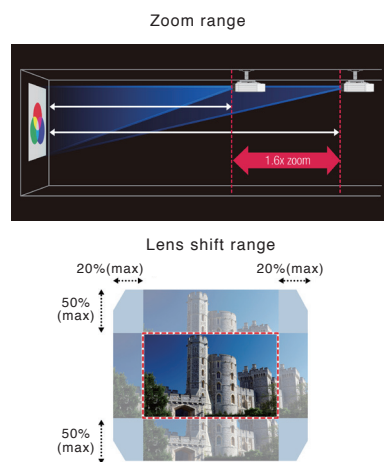 Zoom range
1.6x zoom
Lens shift range
20%(max) 20%(max)
50%
(max)
50%
(max)